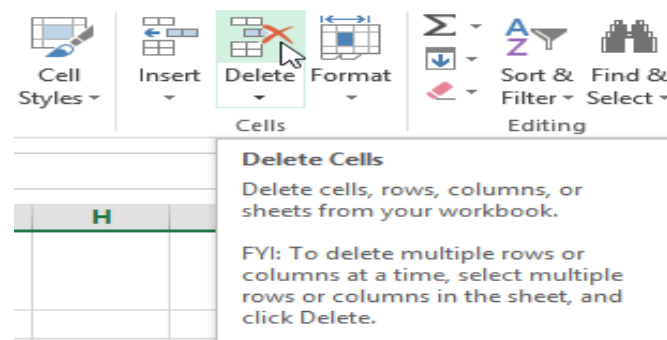 Cell
Styles
Insert
Delete
Format
Σ
A
Z
Sort &
Filter
Find &
Select
Cells
Editing
H
Delete Cells
Delete cells, rows, columns, or
sheets from your workbook.
FYI: To delete multiple rows or
columns at a time, select multiple
rows or columns in the sheet, and
click Delete.